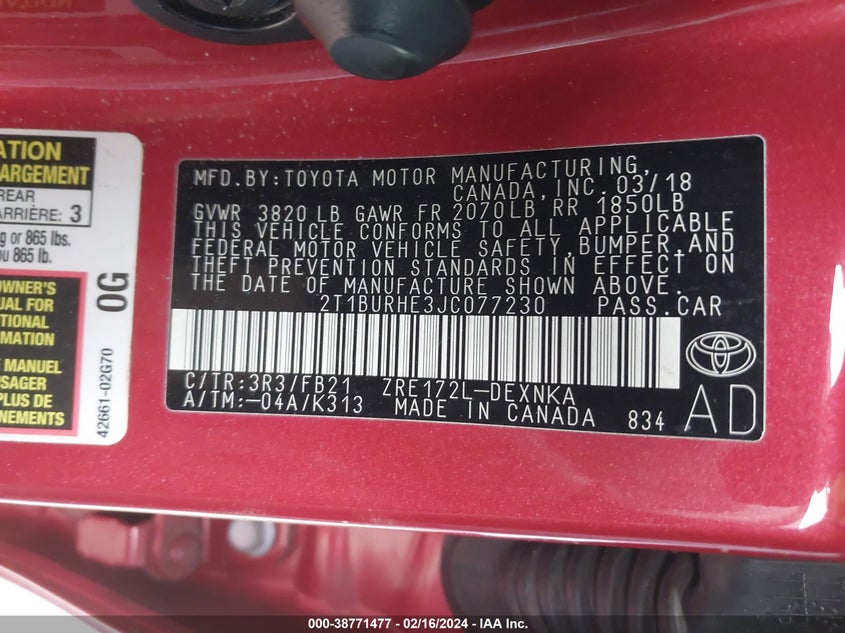 ATION
ARGEMENT
REAR
ARRIÈRE: 3
g or 865 lbs.
u 865 lb.
OWNER'S
UAL FOR
TIONAL
RMATION
E MANUEL
USAGER
PLUS DE
GNEMENTS
42661-02G70
0G
MFD.BY:TOYOTA MOTOR MANUFACTURING,
CANADA,INC. 03/18
GVWR 3820 LB GAWR FR 2070LB RR 1850LB
THIS VEHICLE CONFORMS TO ALL APPLICABLE
FEDERAL MOTOR VEHICLE SAFETY,BUMPER,AND
THEFT PREVENTION STANDARDS IN EFFECT ON
THE DATE OF MANUFACTURE SHOWN ABOVE.
2T1BURHE3JC077230 PASS.CAR
C/TR:3R3/FB21 ZRE172L-DEXNKA
A/TM:-04A/K313 MADE IN CANADA 834
AD
000-38771477 - 02/16/2024 - IAA Inc.